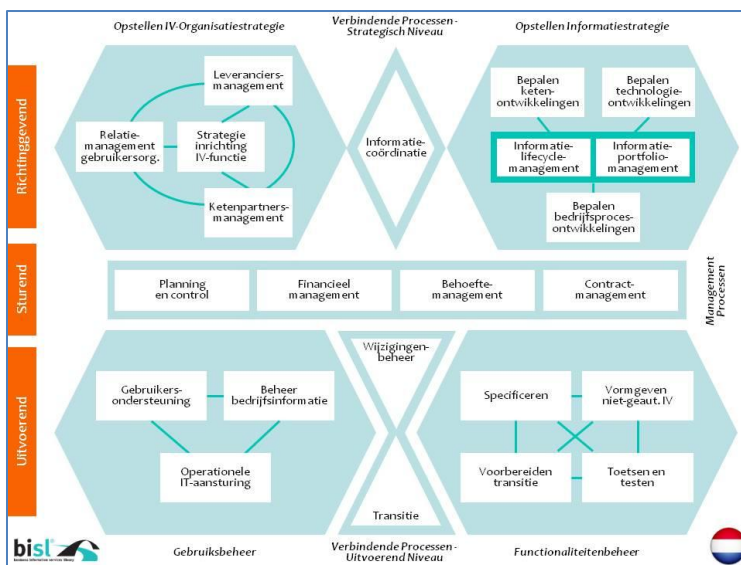 Opstellen IV-Organisatiestrategie
Verbindende Processen-
Strategisch Niveau
Opstellen Informatiestrategie
Richtinggevend
Leveranciers-
management
Relatie-
management
gebruikersorg.
Strategie
inrichting
IV-functie
Ketenpartners-
management
Informatie-
coördinatie
Bepalen
keten-
ontwikkelingen
Bepalen
technologie-
ontwikkelingen
Informatie-
lifecycle-
management
Informatie-
portfolio-
management
Bepalen
bedrijfsproces-
ontwikkelingen
Sturend
Planning
en control
Financieel
management
Behoefte-
management
Contract-
management
Management
Processen
Uitvoerend
Gebruikers-
ondersteuning
Beheer
bedrijfsinformatie
Operationele
IT-aansturing
Wijzigingen-
beheer
Transitie
Specificeren
Vormgeven
niet-geaut. IV
Voorbereiden
transitie
Toetsen en
testen
bisl
business information services library
Gebruiksbeheer
Verbindende Processen-
Uitvoerend Niveau
Functionaliteitenbeheer